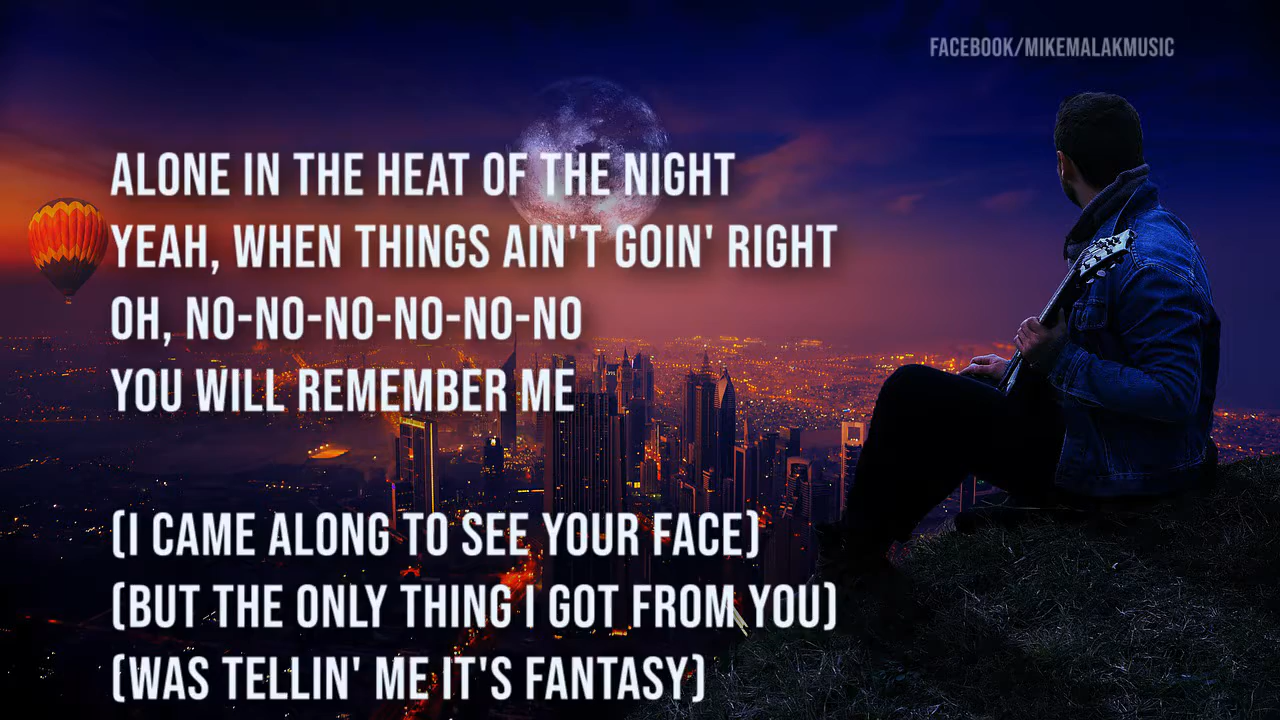 FACEBOOK/MIKEMALAKMUSIC
ALONE IN THE HEAT OF THE NIGHT
YEAH, WHEN THINGS AIN'T GOIN' RIGHT
OH, NO-NO-NO-NO-NO-NO
YOU WILL REMEMBER ME
(I CAME ALONG TO SEE YOUR FACE)
(BUT THE ONLY THING I GOT FROM YOU)
(WAS TELLIN' ME IT'S FANTASY)